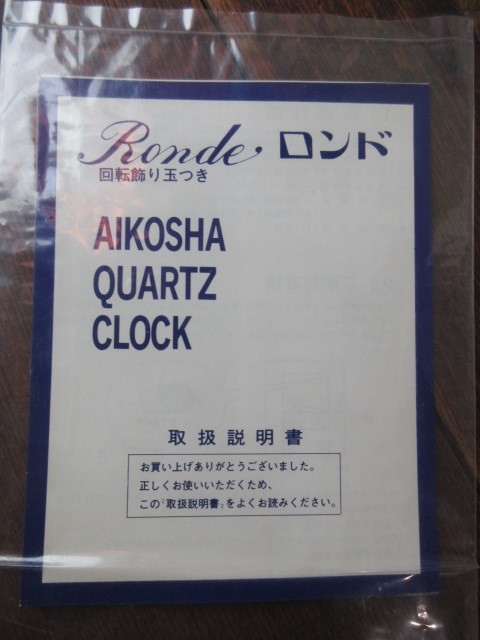 Ronde ロンド
回転飾り玉つき
AIKOSHA
QUARTZ
CLOCK
取扱説明書
お買い上げありがとうございました。
正しくお使いいただくため、
この「取扱説明書」をよくお読みください。